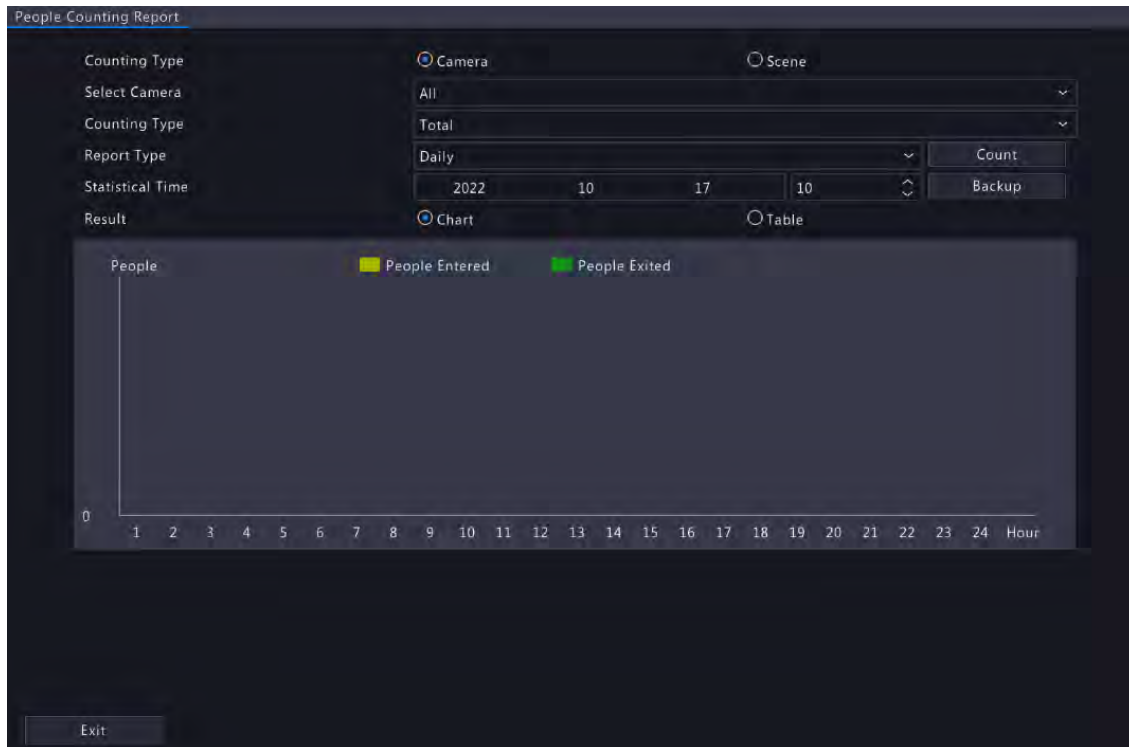 People Counting Report
Counting Type Camera Scene
Select Camera All
Counting Type Total
Report Type Daily Count
Statistical Time 2022 10 17 10 Backup
Result Chart Table
People People Entered People Exited
0
1 2 3 4 5 6 7 8 9 10 11 12 13 14 15 16 17 18 19 20 21 22 23 24 Hour
Exit